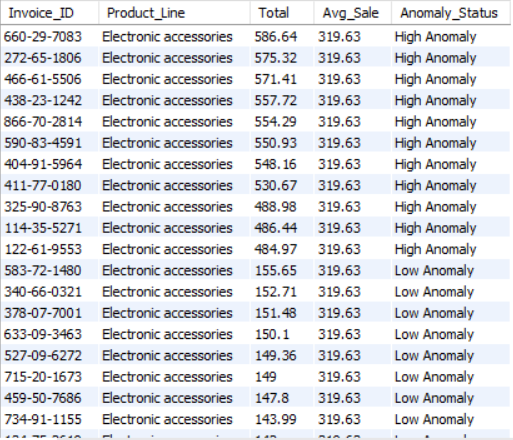 Invoice_ID Product_Line Total Avg_Sale Anomaly_Status
660-29-7083 Electronic accessories 586.64 319.63 High Anomaly
272-65-1806 Electronic accessories 575.32 319.63 High Anomaly
466-61-5506 Electronic accessories 571.41 319.63 High Anomaly
438-23-1242 Electronic accessories 557.72 319.63 High Anomaly
866-70-2814 Electronic accessories 554.29 319.63 High Anomaly
590-83-4591 Electronic accessories 550.93 319.63 High Anomaly
404-91-5964 Electronic accessories 548.16 319.63 High Anomaly
411-77-0180 Electronic accessories 530.67 319.63 High Anomaly
325-90-8763 Electronic accessories 488.98 319.63 High Anomaly
114-35-5271 Electronic accessories 486.44 319.63 High Anomaly
122-61-9553 Electronic accessories 484.97 319.63 High Anomaly
583-72-1480 Electronic accessories 155.65 319.63 Low Anomaly
340-66-0321 Electronic accessories 152.71 319.63 Low Anomaly
378-07-7001 Electronic accessories 151.48 319.63 Low Anomaly
633-09-3463 Electronic accessories 150.1 319.63 Low Anomaly
527-09-6272 Electronic accessories 149.36 319.63 Low Anomaly
715-20-1673 Electronic accessories 149 319.63 Low Anomaly
459-50-7686 Electronic accessories 147.8 319.63 Low Anomaly
734-91-1155 Electronic accessories 143.99 319.63 Low Anomaly